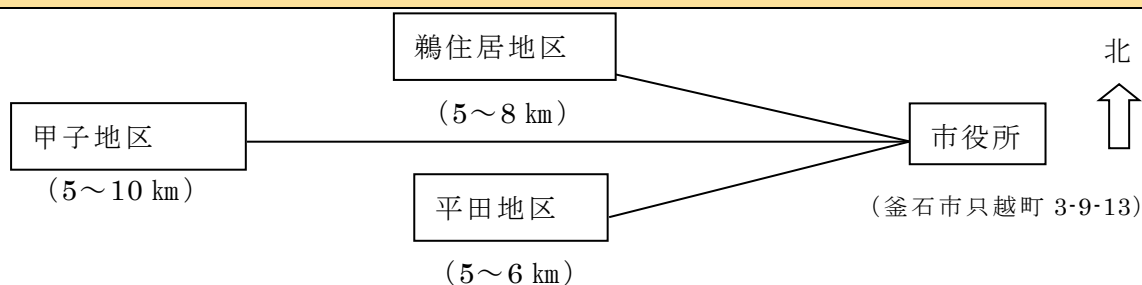 鵜住居地区
北
(5～8 ㎞)
甲子地区
市役所
(5～10 ㎞)
平田地区
(釜石市只越町 3-9-13)
(5～6 ㎞)